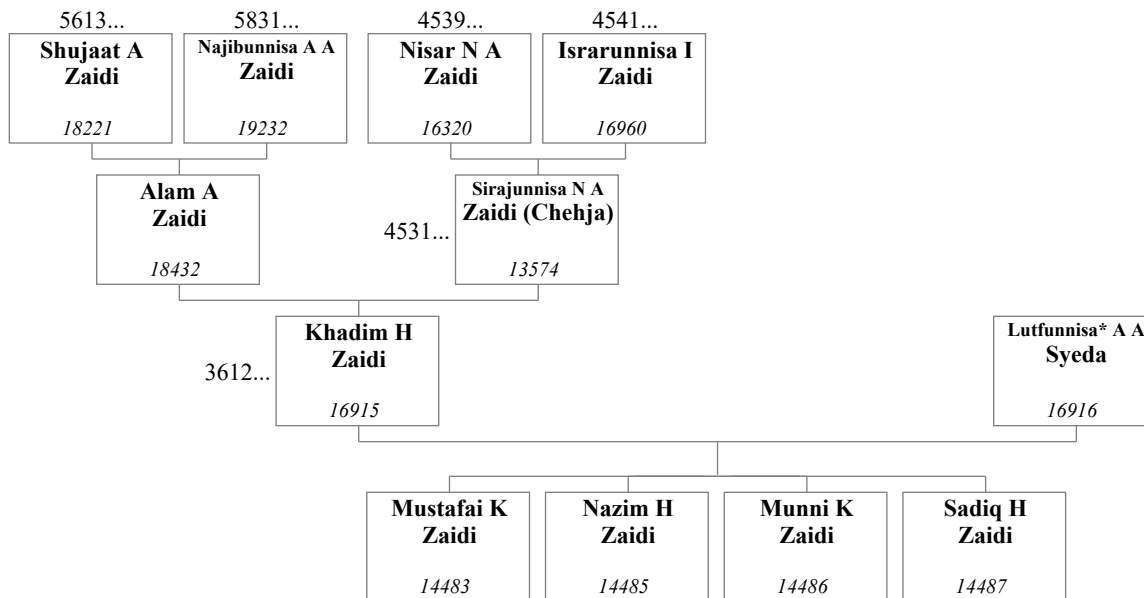 5613...
5831...
4539...
4541...
Shujaat A
Zaidi
18221
Najibunnisa A A
Zaidi
19232
Nisar N A
Zaidi
16320
Israrunnisa I
Zaidi
16960
Alam A
Zaidi
18432
4531...
Sirajunnisa N A
Zaidi (Chehja)
13574
3612...
Khadim H
Zaidi
16915
Lutfunnisa* A A
Syeda
16916
Mustafai K
Zaidi
14483
Nazim H
Zaidi
14485
Munni K
Zaidi
14486
Sadiq H
Zaidi
14487